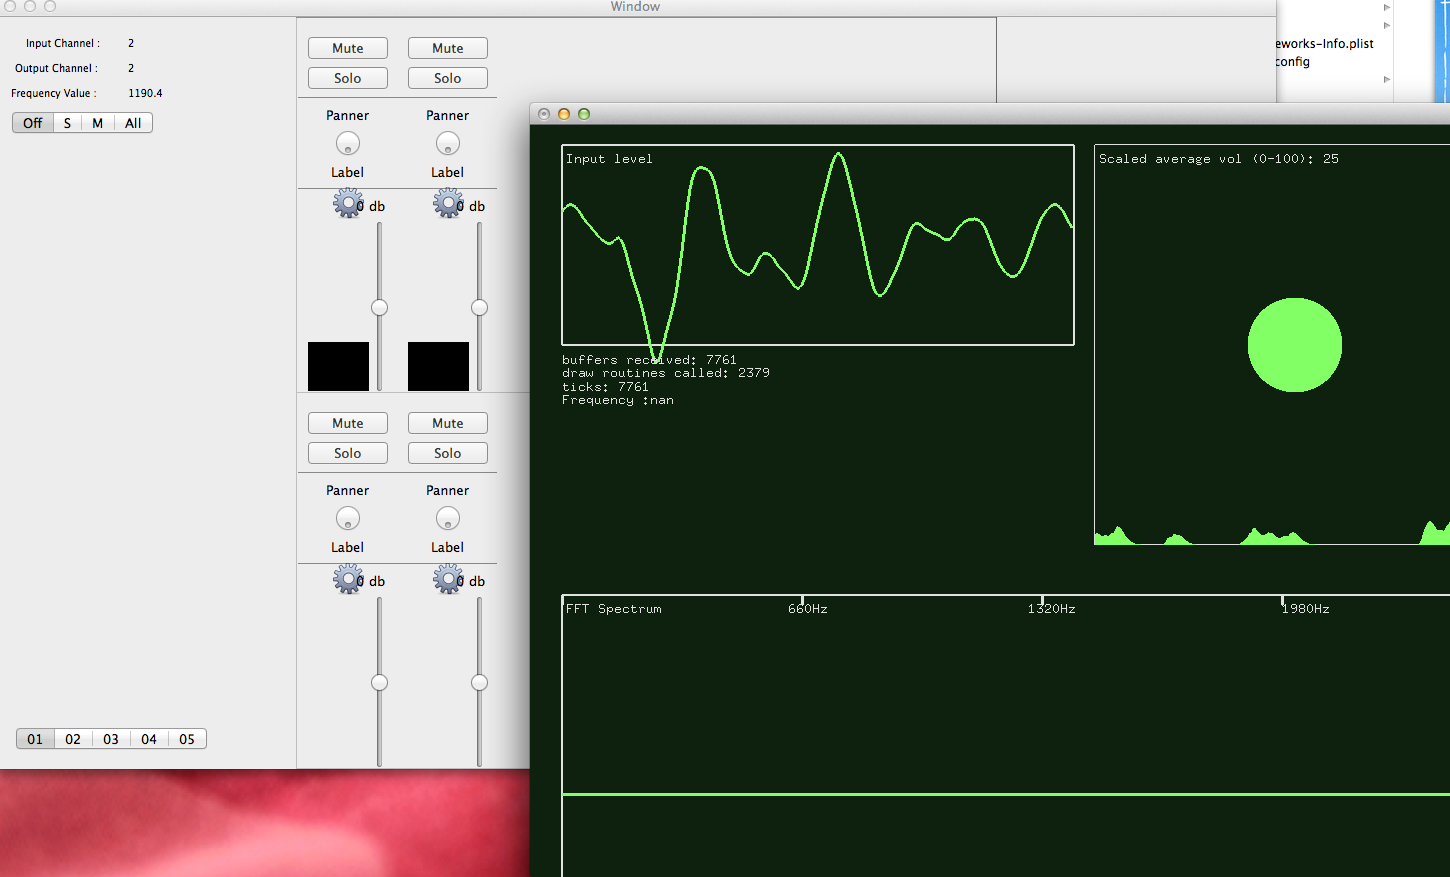 Window
Input Channel : 2
Output Channel : 2
Frequency Value : 1190.4
Off S M All
Mute Mute
Solo Solo
Panner Panner
Label Label
0 db 0 db
Mute Mute
Solo Solo
Panner Panner
Label Label
0 db 0 db
01 02 03 04 05
eworks-Info.plist
config
Input level
buffers received: 7761
draw routines called: 2379
ticks: 7761
Frequency :nan
Scaled average vol (0-100): 25
FFT Spectrum 660Hz 1320Hz 1980Hz